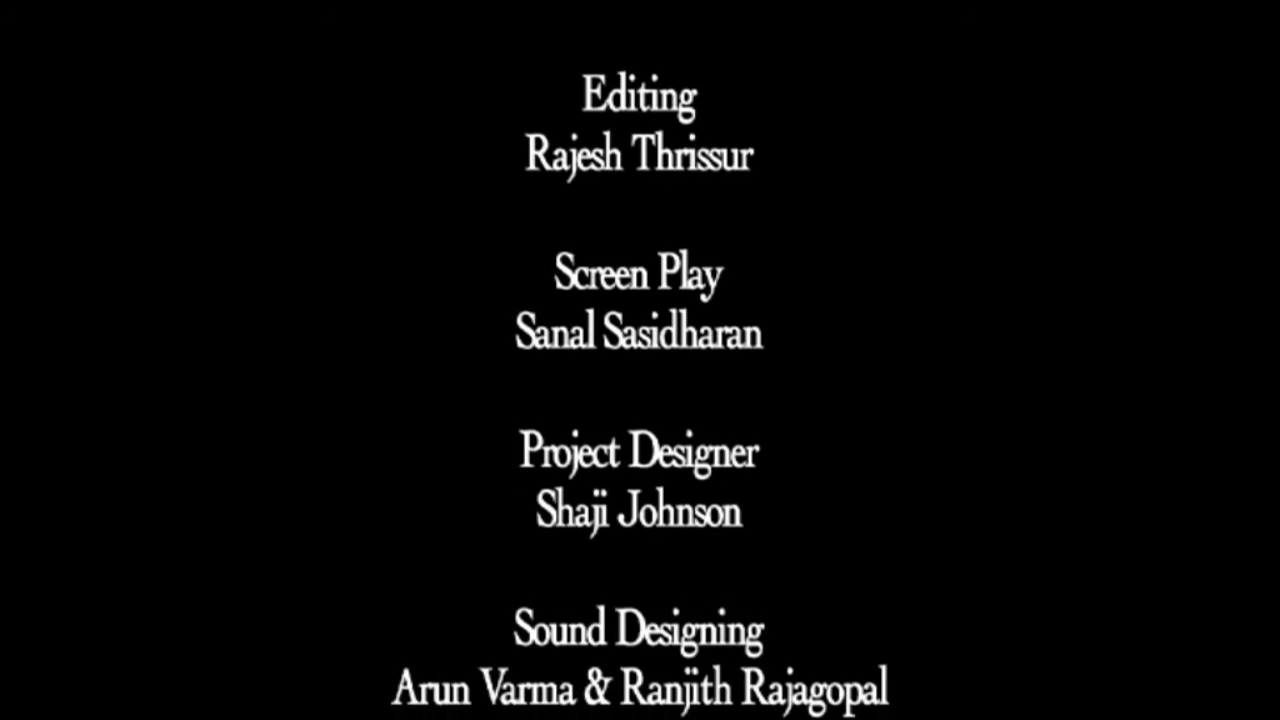 Editing
Rajesh Thrissur
Screen Play
Sanal Sasidharan
Project Designer
Shaji Johnson
Sound Designing
Arun Varma & Ranjith Rajagopal